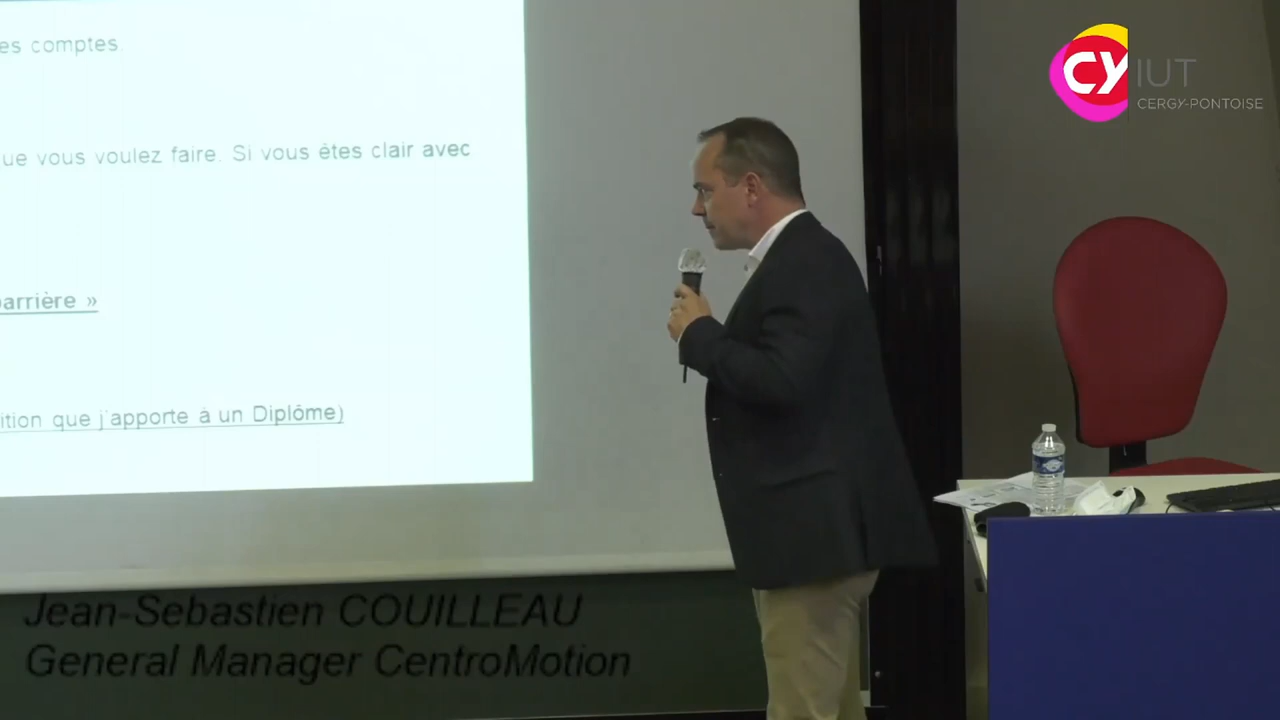 es comptes.
ue vous voulez faire. Si vous êtes clair avec
arrière »
ition que j'apporte à un Diplôme)
CY
IUT
CERGY-PONTOISE
Jean-Sebastien COUILLEAU
General Manager CentroMotion